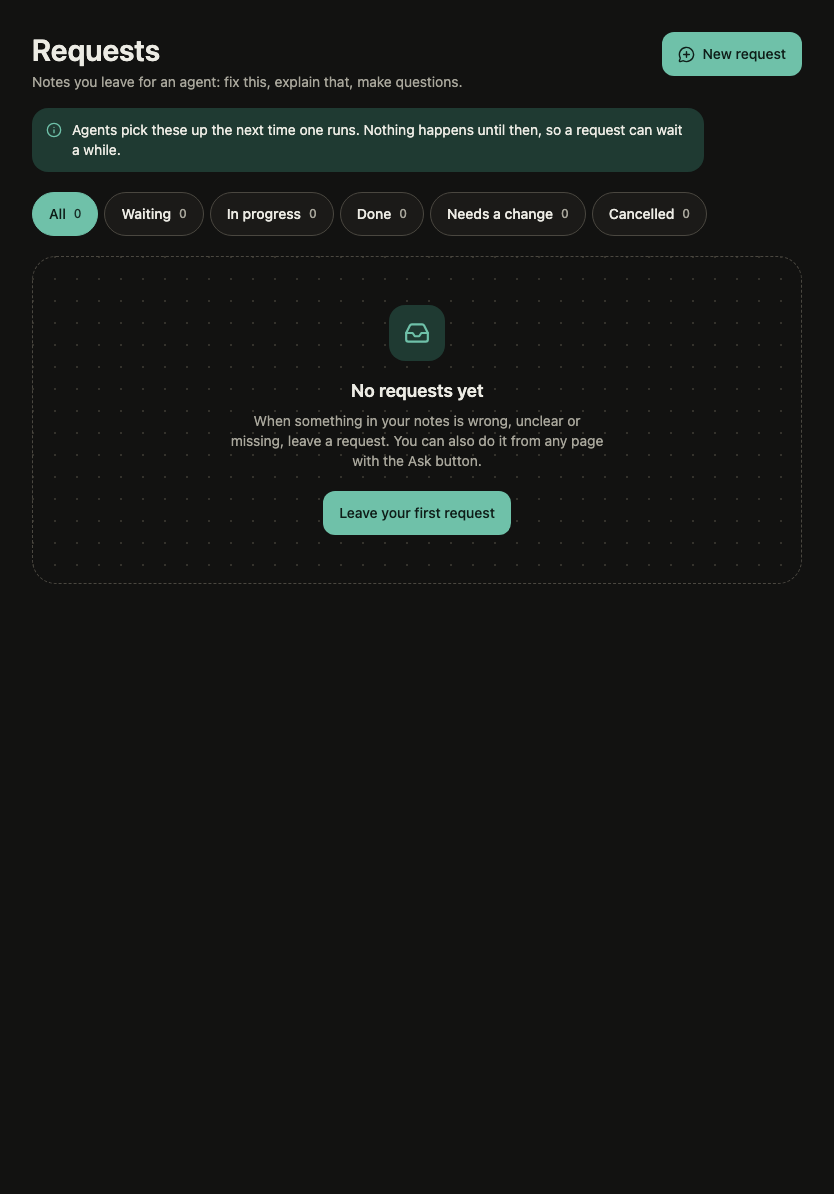 Requests
New request
Notes you leave for an agent: fix this, explain that, make questions.
Agents pick these up the next time one runs. Nothing happens until then, so a request can wait
a while.
All 0
Waiting 0
In progress 0
Done 0
Needs a change 0
Cancelled 0
No requests yet
When something in your notes is wrong, unclear or
missing, leave a request. You can also do it from any page
with the Ask button.
Leave your first request